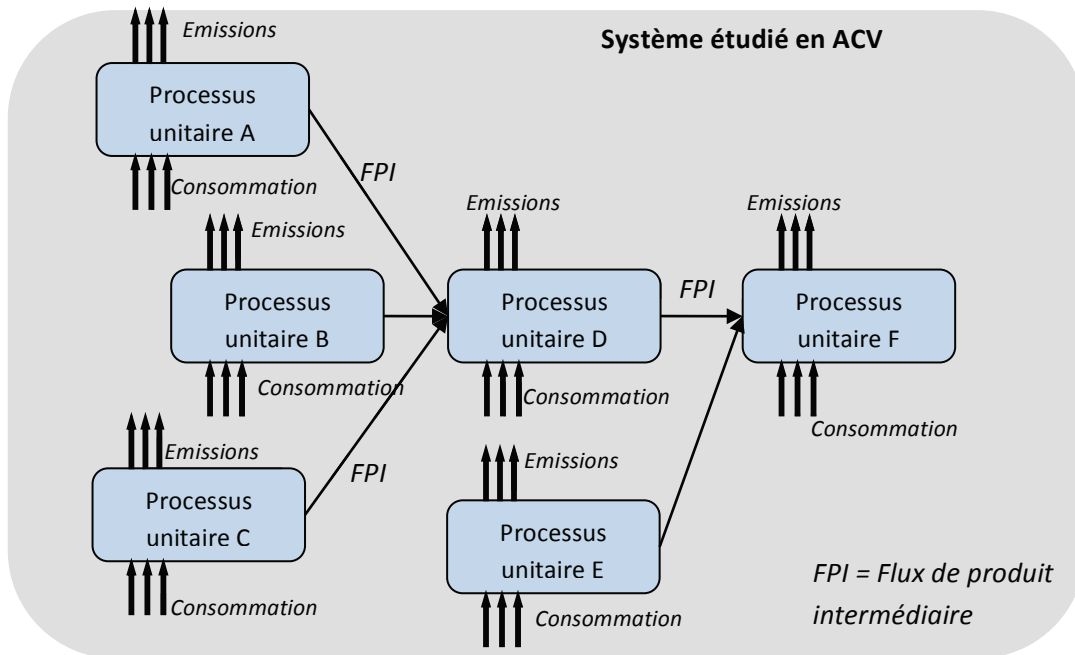 Emissions
Système étudié en ACV
Processus
unitaire A
FPI
Consommation
Emissions
Emissions
Emissions
Processus
unitaire B
Processus
unitaire D
FPI
Processus
unitaire F
Consommation
Consommation
Consommation
Emissions
FPI
Emissions
Processus
unitaire C
Processus
unitaire E
Consommation
FPI = Flux de produit
intermédiaire
Consommation